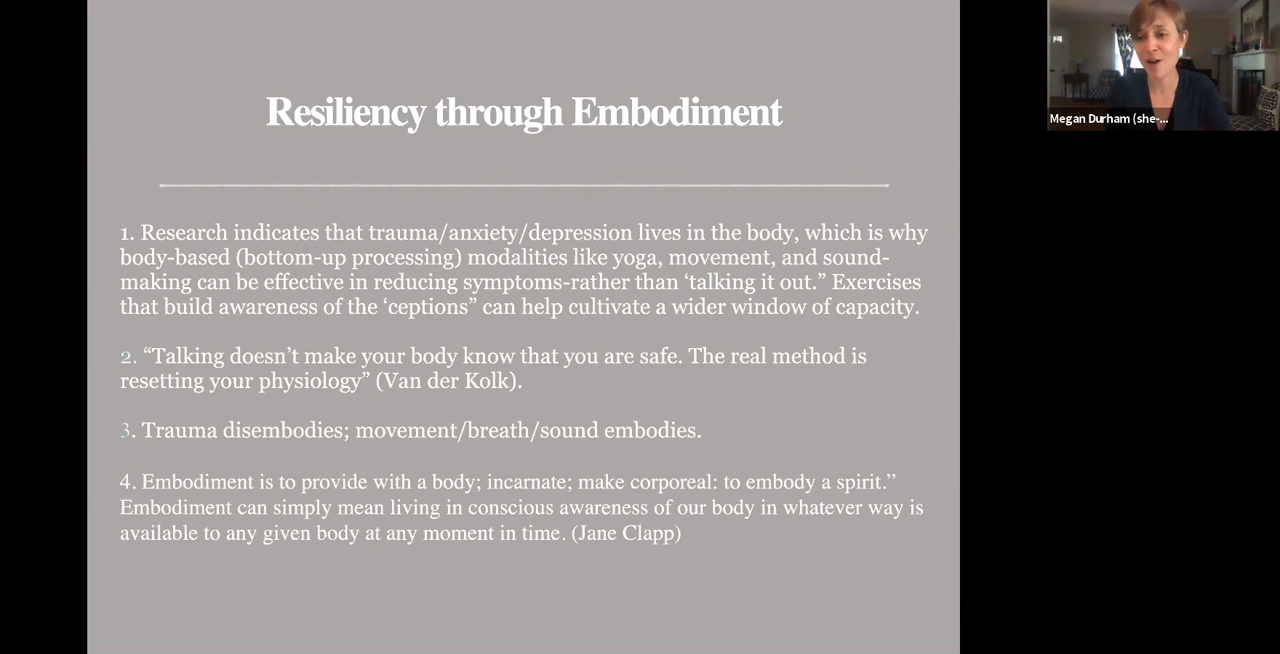 Resiliency through Embodiment
1. Research indicates that trauma/anxiety/depression lives in the body, which is why
body-based (bottom-up processing) modalities like yoga, movement, and sound-
making can be effective in reducing symptoms-rather than ‘talking it out.” Exercises
that build awareness of the ‘ceptions” can help cultivate a wider window of capacity.
2. “Talking doesn’t make your body know that you are safe. The real method is
resetting your physiology” (Van der Kolk).
3. Trauma disembodies; movement/breath/sound embodies.
4. Embodiment is to provide with a body; incarnate; make corporeal: to embody a spirit.”
Embodiment can simply mean living in conscious awareness of our body in whatever way is
available to any given body at any moment in time. (Jane Clapp)
Megan Durham (she-...